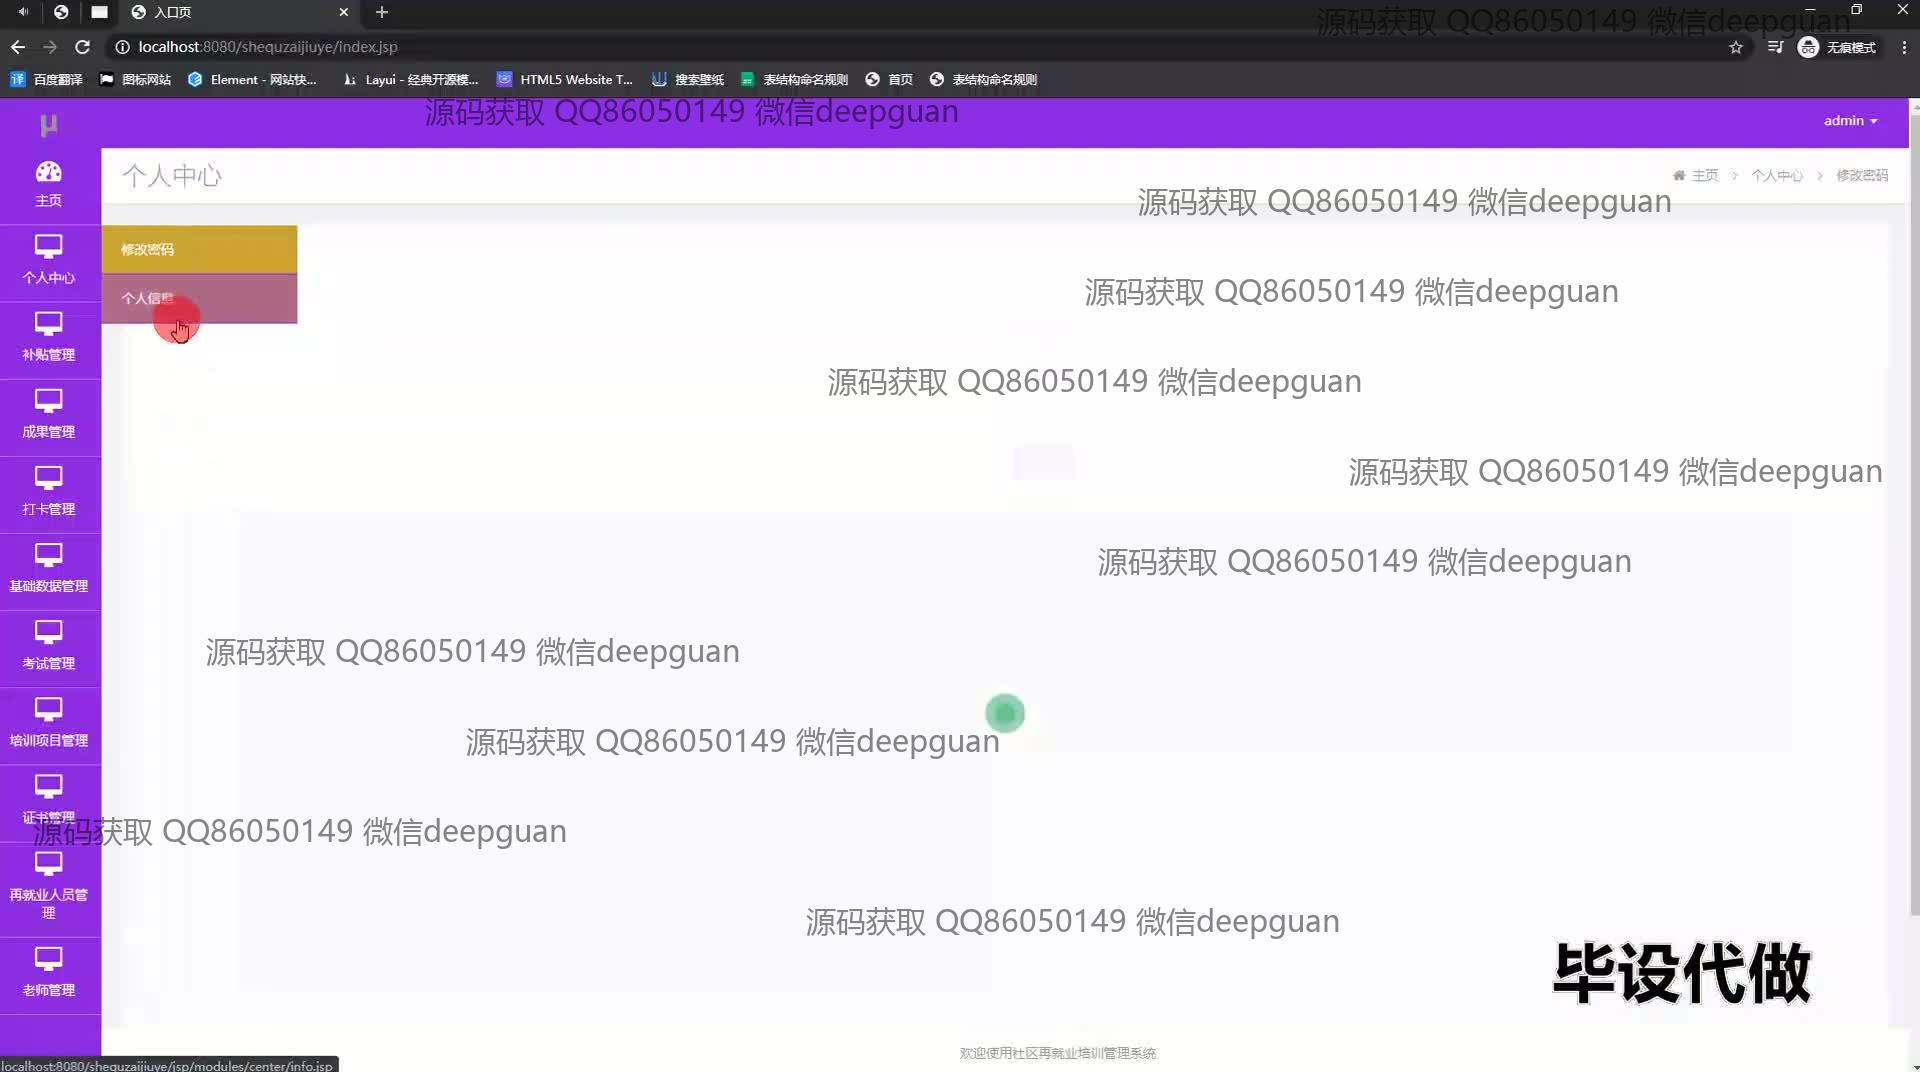 入口页
localhost:8080/shequzaijiuye/index.jsp
无痕模式
百度翻译 图标网站 Element - 网站快... Layui - 经典开源模... HTML5 Website T... 搜索壁纸 表结构命名规则 首页 表结构命名规则
源码获取 QQ86050149 微信deepguan
源码获取 QQ86050149 微信deepguan
μ
admin
个人中心
主页 > 个人中心 > 修改密码
源码获取 QQ86050149 微信deepguan
主页
个人中心
补贴管理
成果管理
打卡管理
基础数据管理
考试管理
培训项目管理
证书管理
再就业人员管
理
老师管理
修改密码
个人信息
源码获取 QQ86050149 微信deepguan
源码获取 QQ86050149 微信deepguan
源码获取 QQ86050149 微信deepguan
源码获取 QQ86050149 微信deepguan
源码获取 QQ86050149 微信deepguan
源码获取 QQ86050149 微信deepguan
源码获取 QQ86050149 微信deepguan
源码获取 QQ86050149 微信deepguan
毕设代做
欢迎使用社区再就业培训管理系统
localhost:8080/shequzaijiuye/jsp/modules/center/info.jsp